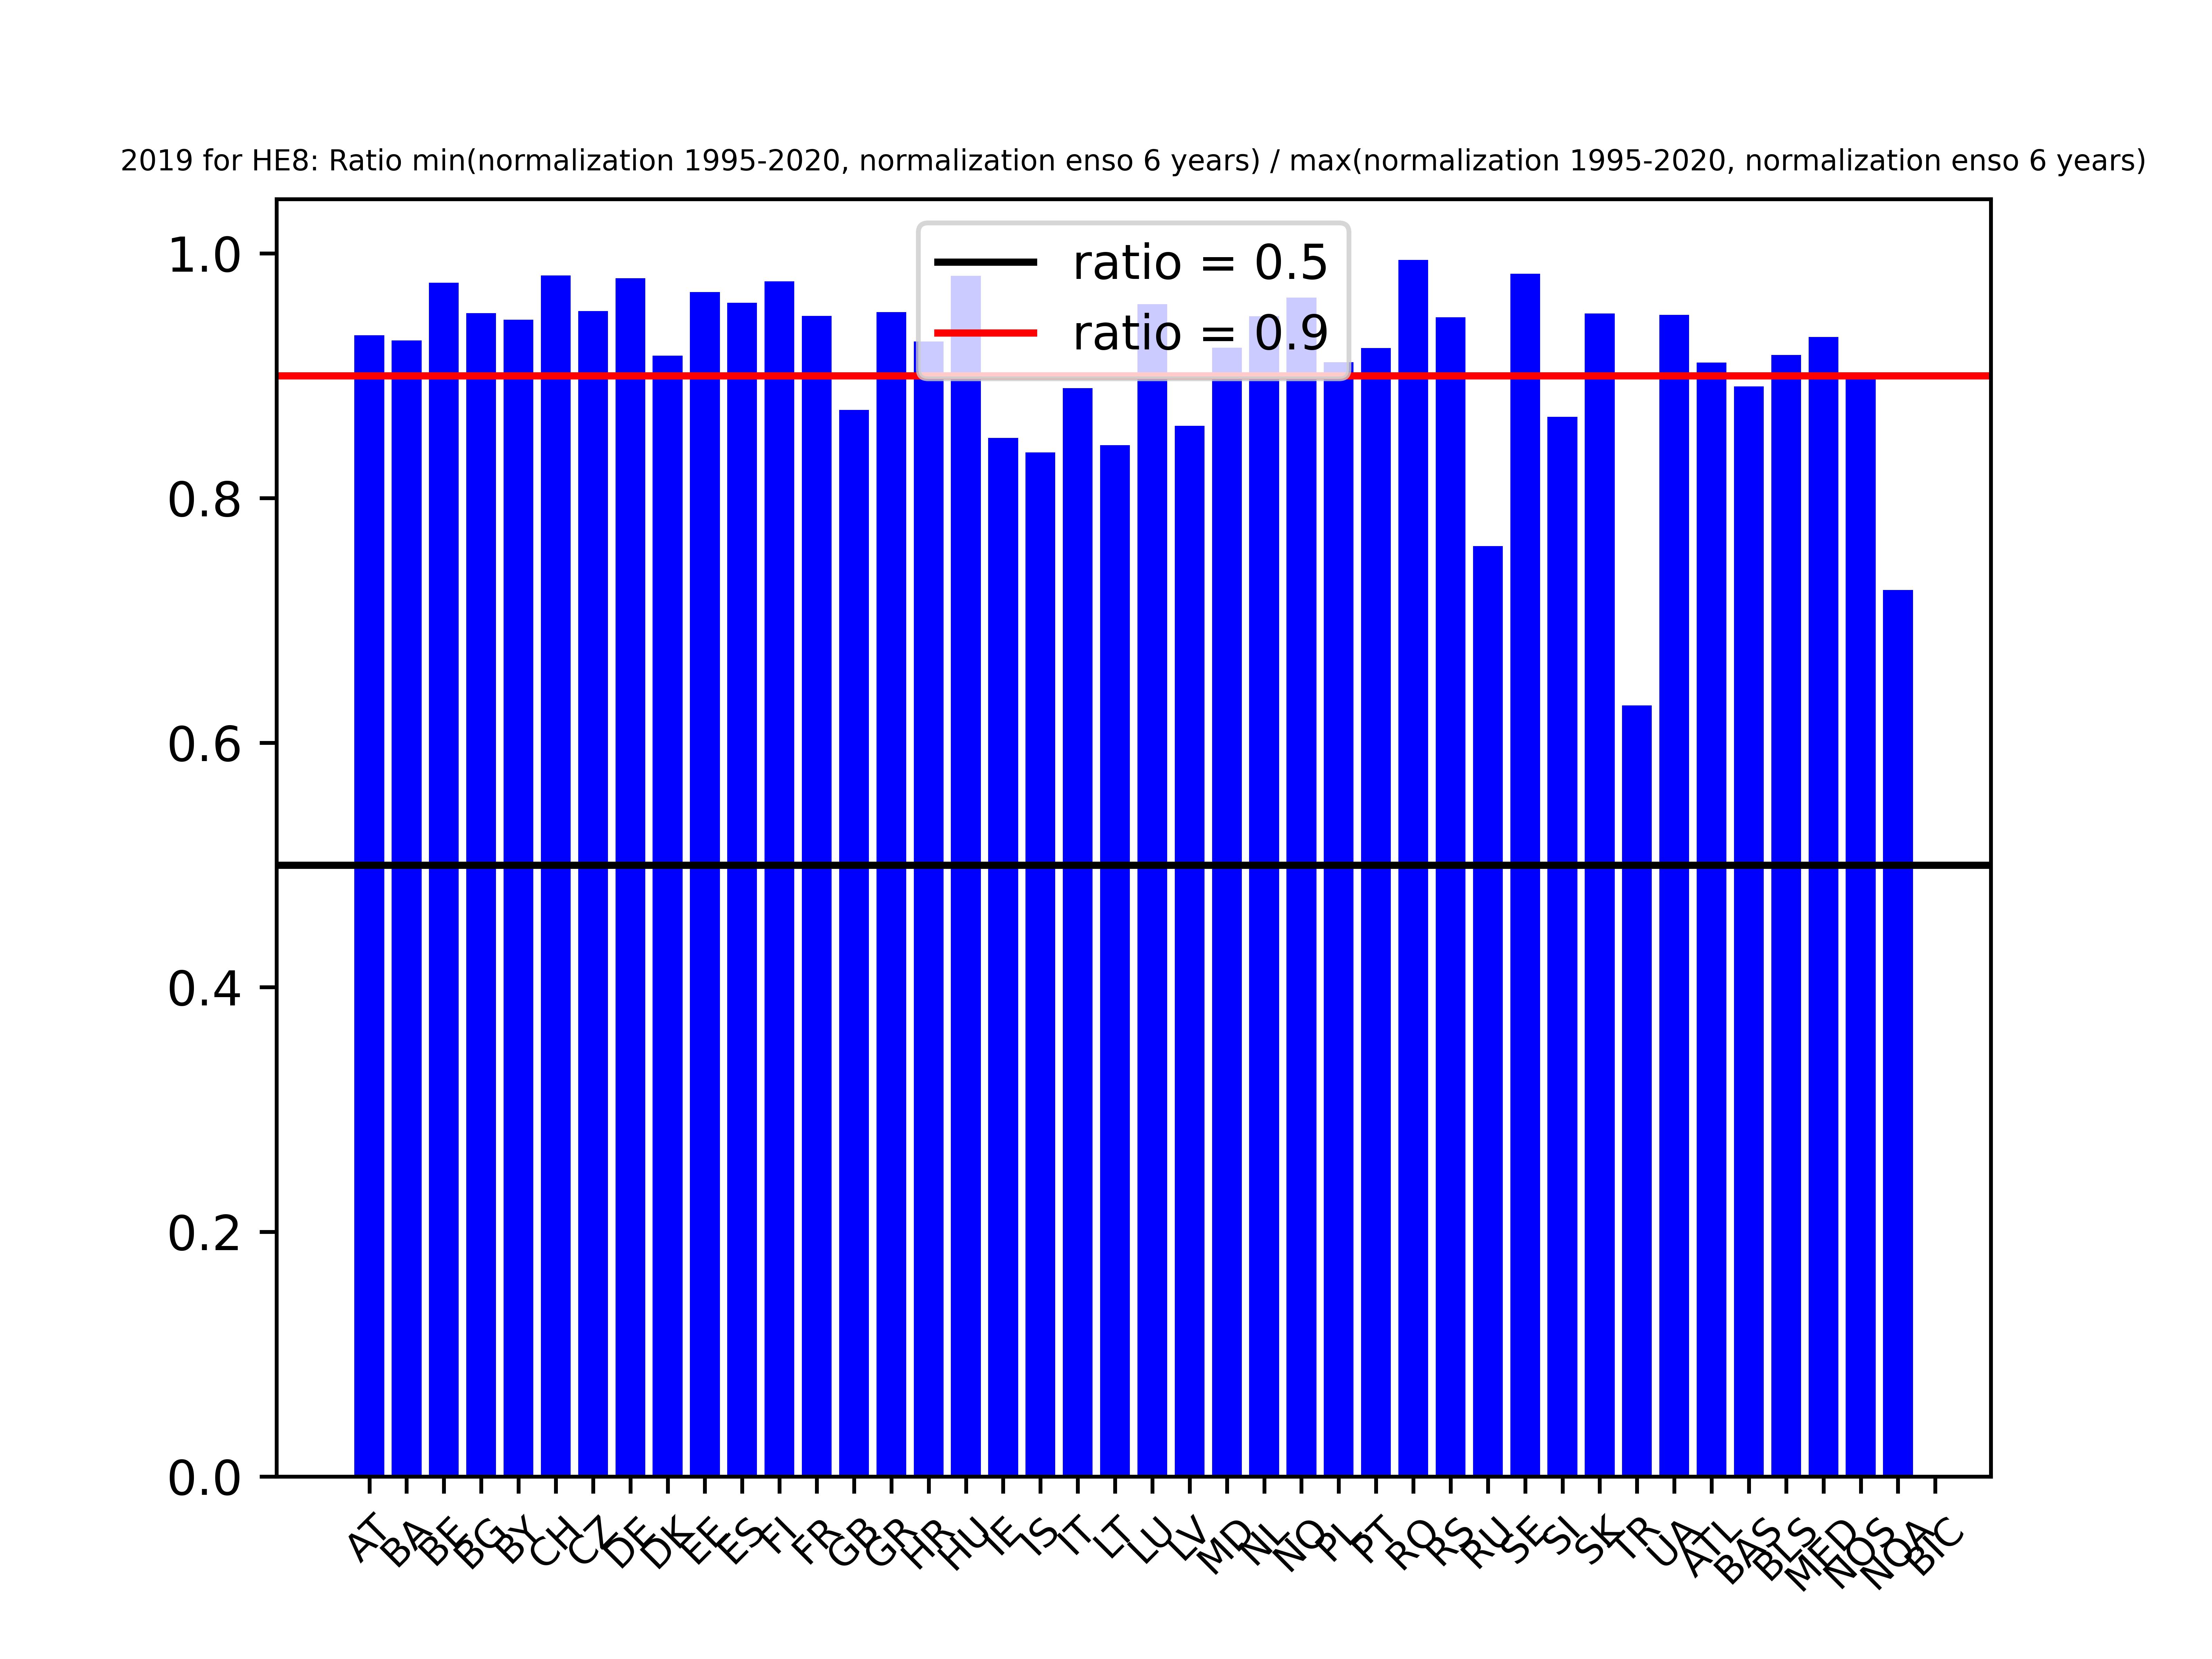 2019 for HE8: Ratio min(normalization 1995-2020, normalization enso 6 years) / max(normalization 1995-2020, normalization enso 6 years)
ratio = 0.5
ratio = 0.9
1.0
0.8
0.6
0.4
0.2
0.0
AT BA BE BG BY CH CZ DE DK EE ES FI FR GB GR HR HU IE IS IT LT LU LV MD NL NO PL PT RO RS RU SE SI SK TR UA ATL BAS BLS MED NOS NOA BIC